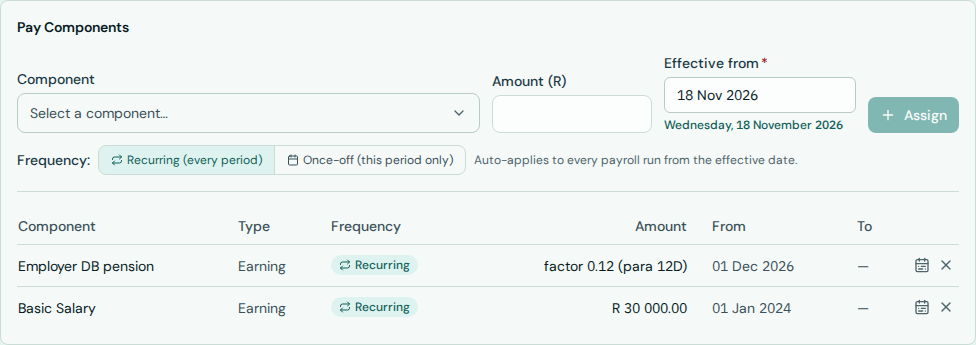 Pay Components
Component
Amount (R)
Effective from *
Select a component...
18 Nov 2026
Wednesday, 18 November 2026
+ Assign
Frequency:
Recurring (every period)
Once-off (this period only)
Auto-applies to every payroll run from the effective date.
Component Type Frequency Amount From To
Employer DB pension Earning Recurring factor 0.12 (para 12D) 01 Dec 2026 —
Basic Salary Earning Recurring R 30 000.00 01 Jan 2024 —